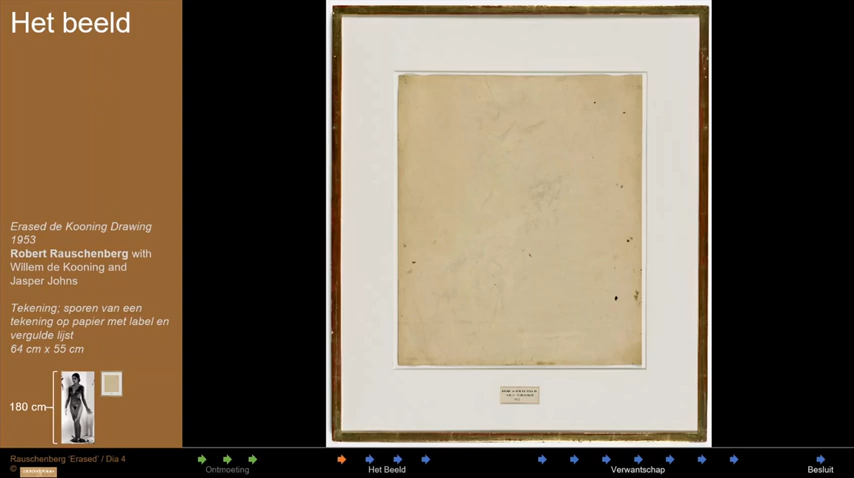 Het beeld
Erased de Kooning Drawing
1953
Robert Rauschenberg with
Willem de Kooning and
Jasper Johns
Tekening; sporen van een
tekening op papier met label en
vergulde lijst
64 cm x 55 cm
180 cm
Rauschenberg ‘Erased’ / Dia 4
©
Ontmoeting
Het Beeld
Verwantschap
Besluit